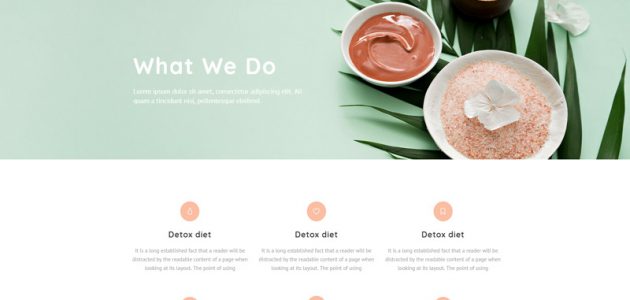 What We Do
Lorem ipsum dolor sit amet, consectetur adipiscing elit. All
quam a tincidunt nisi, pellentesque eleifend.
Detox diet
Detox diet
Detox diet
It is a long established fact that a reader will be
distracted by the readable content of a page when
looking at its layout. The point of using
It is a long established fact that a reader will be
distracted by the readable content of a page when
looking at its layout. The point of using
It is a long established fact that a reader will be
distracted by the readable content of a page when
looking at its layout. The point of using